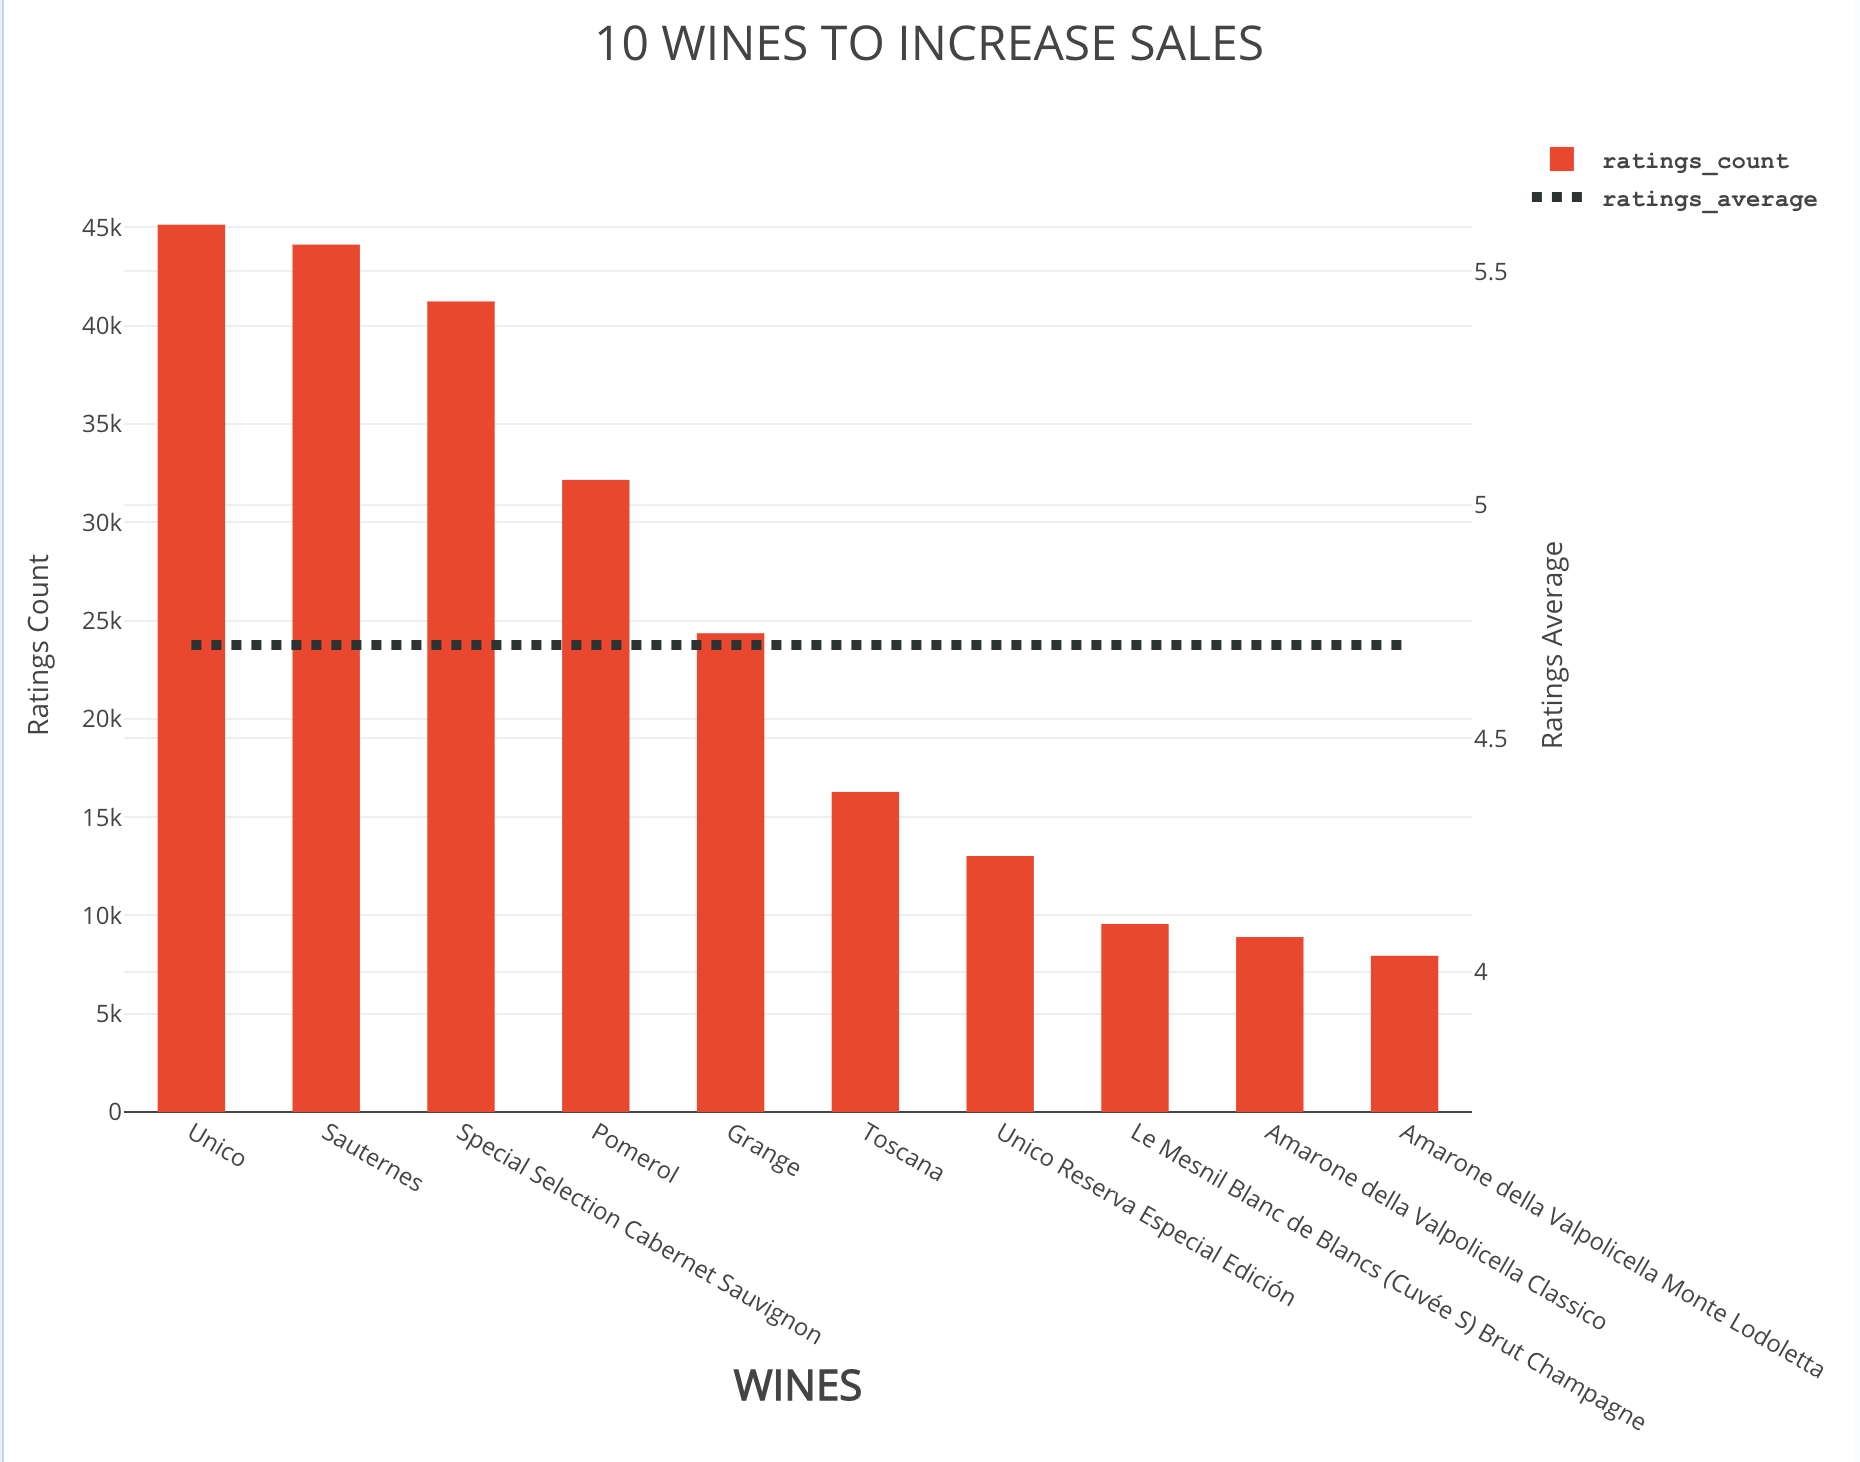 10 WINES TO INCREASE SALES
ratings_count
ratings_average
45k
40k
35k
30k
25k
20k
15k
10k
5k
0
Ratings Count
5.5
5
4.5
4
Ratings Average
Unico
Sauternes
Special Selection Cabernet Sauvignon
Pomerol
Grange
Toscana
Unico Reserva Especial Edición
Le Mesnil Blanc de Blancs (Cuvée S) Brut Champagne
Amarone della Valpolicella Classico
Amarone della Valpolicella Monte Lodoletta
WINES